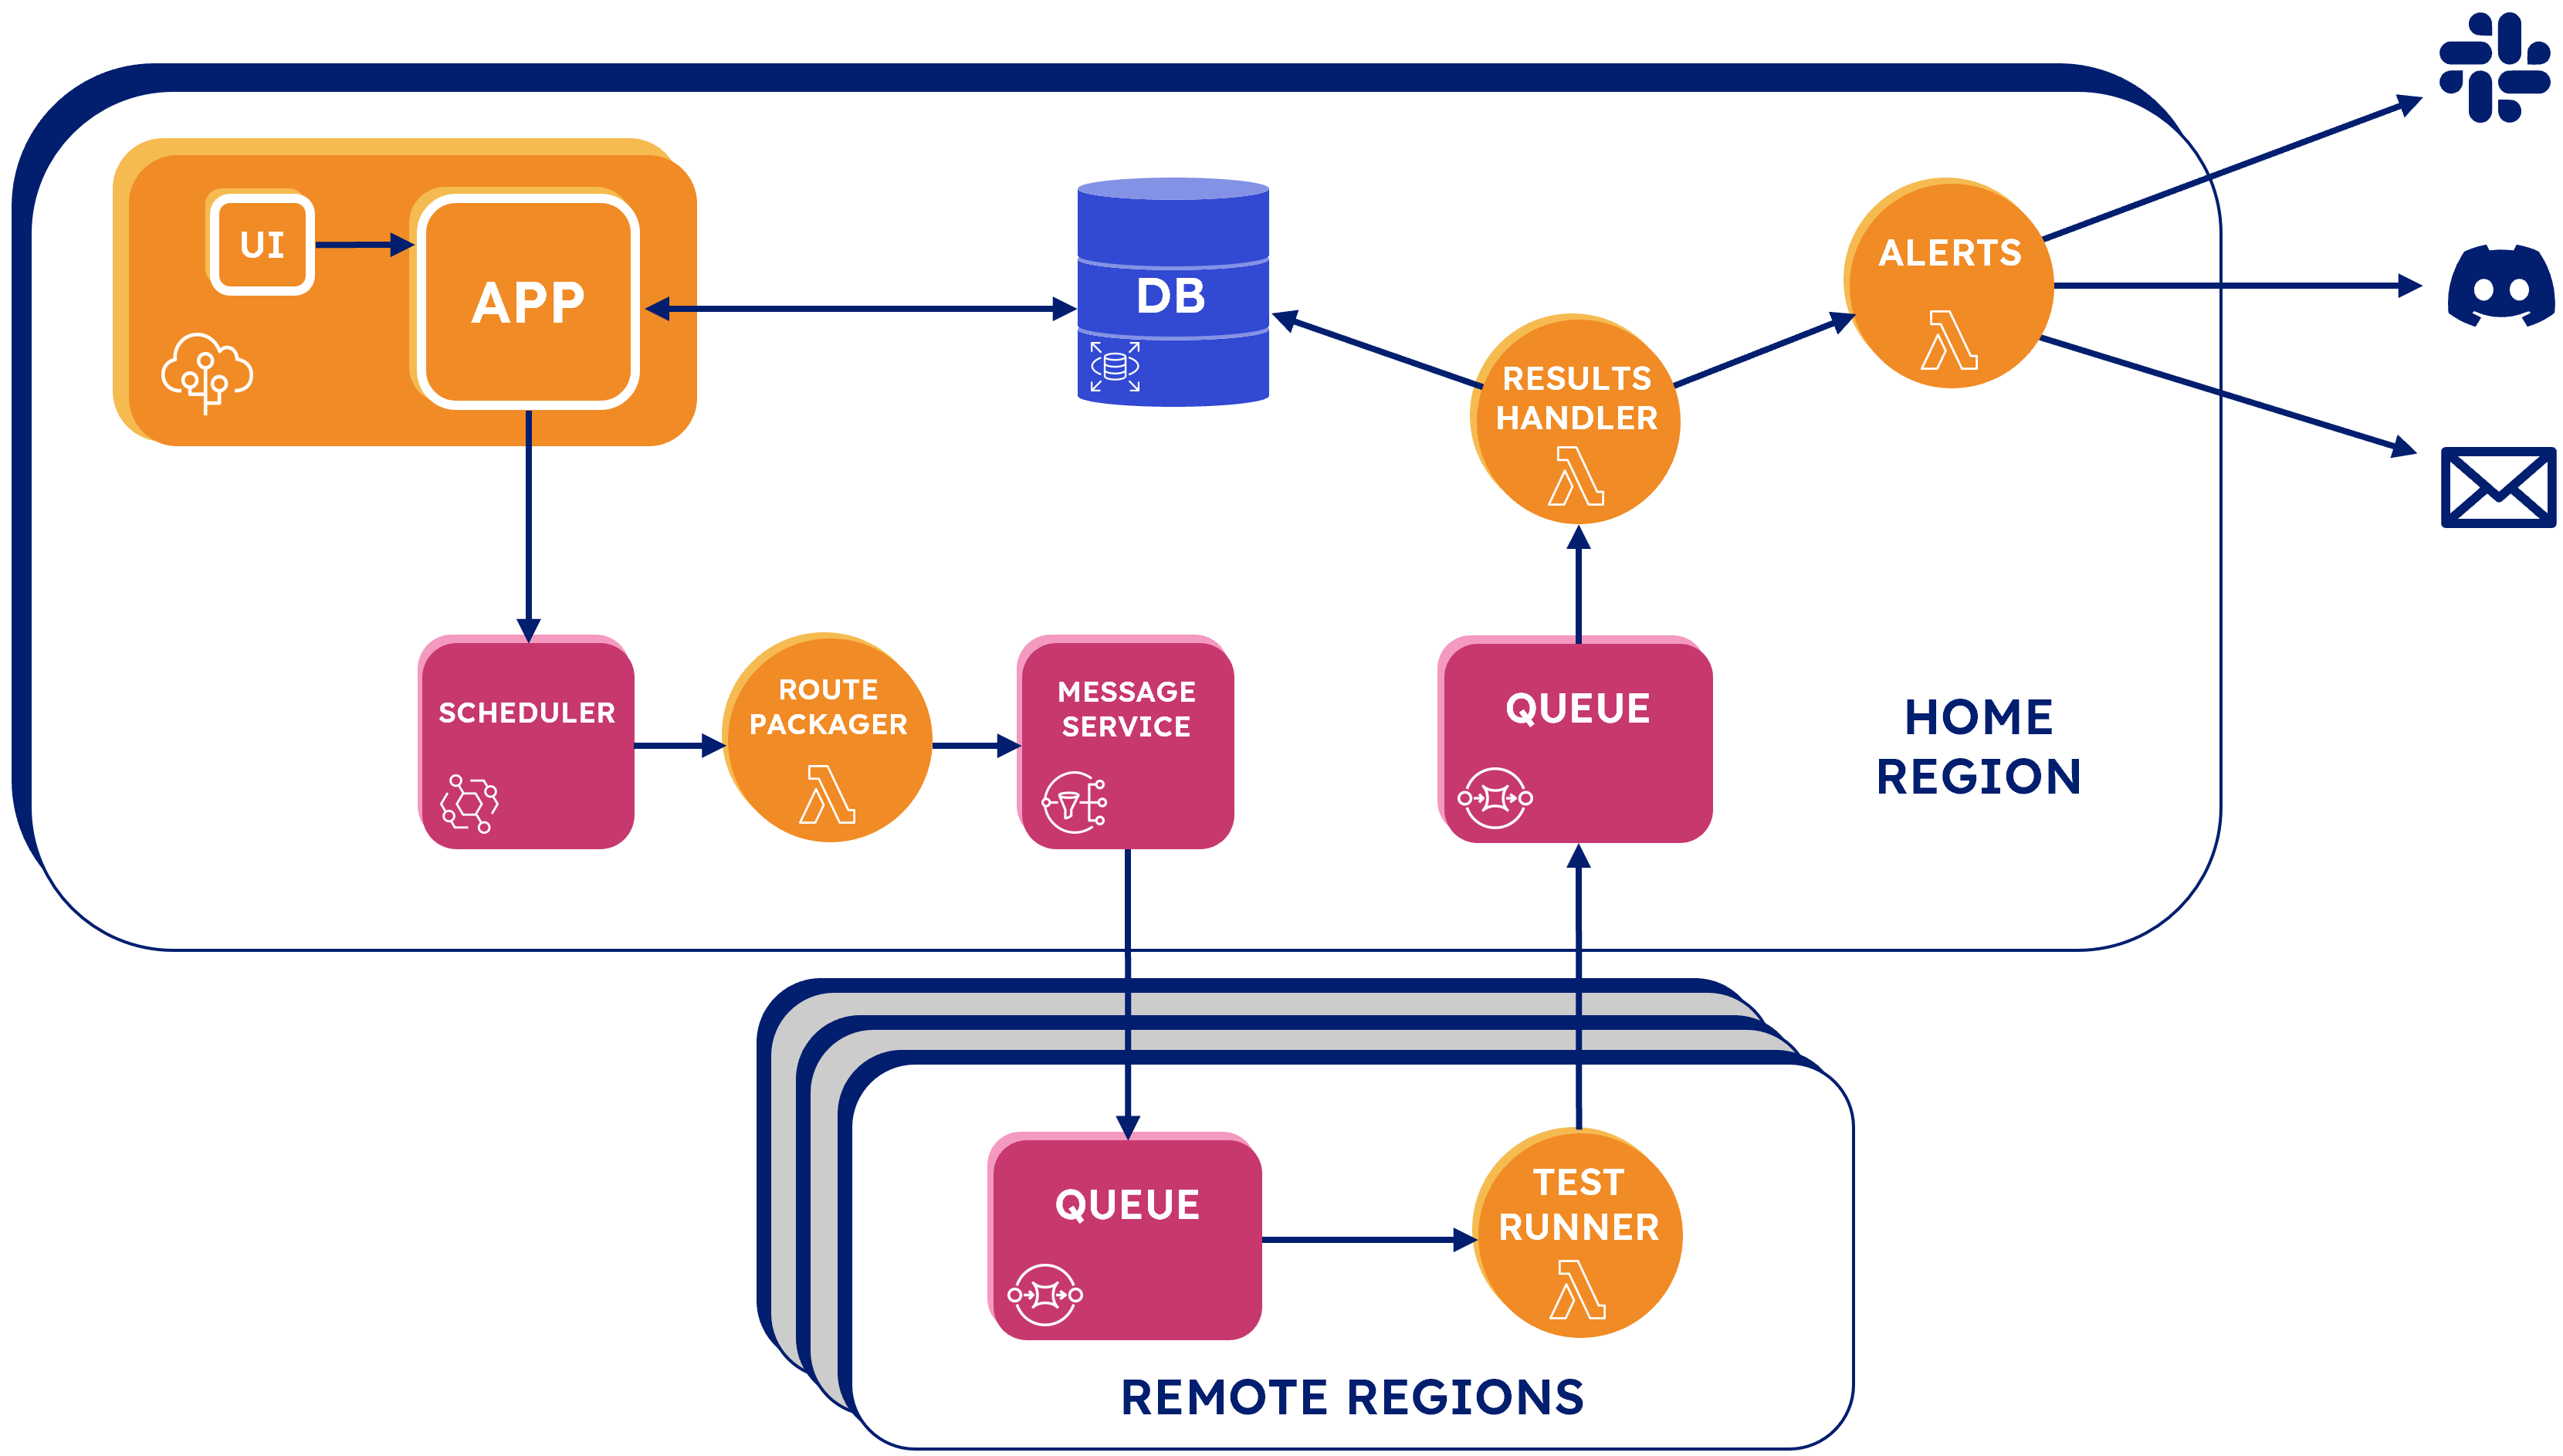 UI
APP
DB
ALERTS
RESULTS
HANDLER
SCHEDULER
ROUTE
PACKAGER
MESSAGE
SERVICE
QUEUE
HOME
REGION
QUEUE
TEST
RUNNER
REMOTE REGIONS